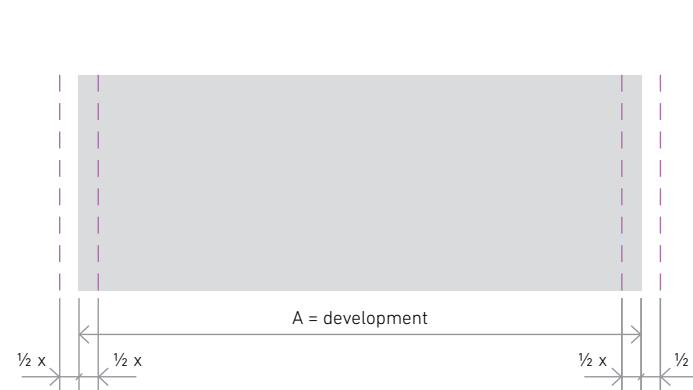 A = development
½ x
½ x
½ x
½